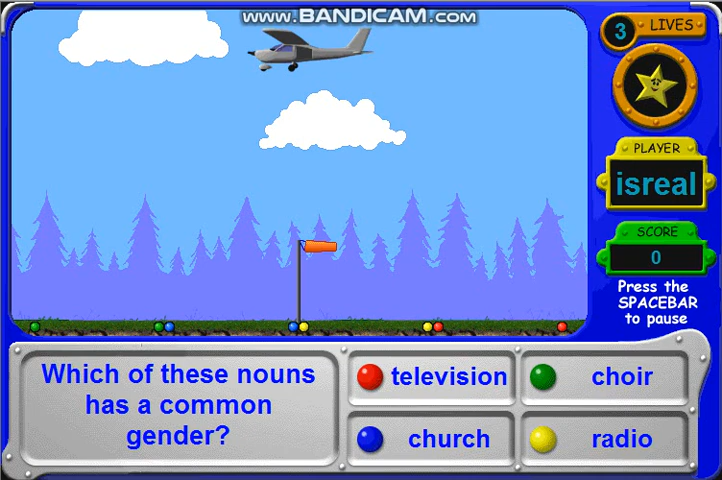 www.BANDICAM.com
3 LIVES
PLAYER
isreal
SCORE
0
Press the
SPACEBAR
to pause
Which of these nouns
has a common
gender?
television
choir
church
radio